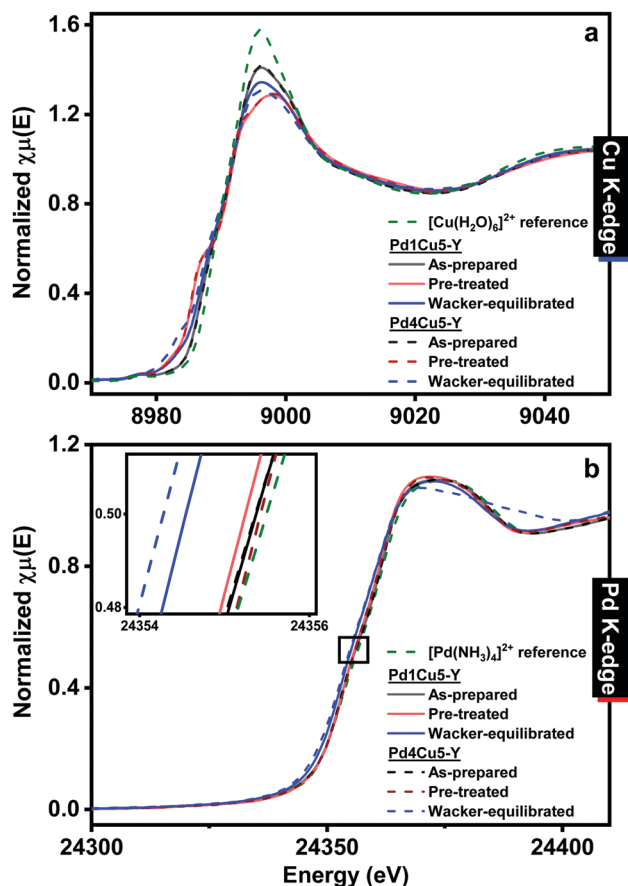 a
Normalized χμ(E)
1.6
1.2
0.8
0.4
0.0
[Cu(H2O)6]2+ reference
Pd1Cu5-Y
As-prepared
Pre-treated
Wacker-equilibrated
Pd4Cu5-Y
As-prepared
Pre-treated
Wacker-equilibrated
Cu K-edge
8980 9000 9020 9040
b
Normalized χμ(E)
1.2
0.9
0.6
0.3
0.0
0.50
0.48
24354 24356
[Pd(NH3)4]2+ reference
Pd1Cu5-Y
As-prepared
Pre-treated
Wacker-equilibrated
Pd4Cu5-Y
As-prepared
Pre-treated
Wacker-equilibrated
Pd K-edge
24300 24350 24400
Energy (eV)